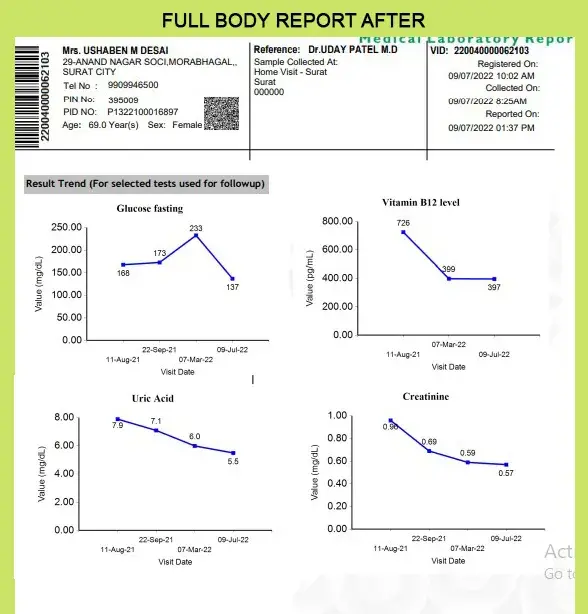 FULL BODY REPORT AFTER
Medical Laboratory Repor
220040000062103
Mrs. USHABEN M DESAI
29-ANAND NAGAR SOCI,MORABHAGAL,,
SURAT CITY
Tel No : 9909946500
PIN No: 395009
PID NO: P1322100016897
Age: 69.0 Year(s) Sex: Female
Reference: Dr.UDAY PATEL M.D
Sample Collected At:
Home Visit - Surat
Surat
000000
VID: 220040000062103
Registered On:
09/07/2022 10:02 AM
Collected On:
09/07/2022 8:25AM
Reported On:
09/07/2022 01:37 PM
Result Trend (For selected tests used for followup)
Glucose fasting
Value (mg/dL)
250.00
200.00
150.00
100.00
50.00
0.00
168
173
233
137
22-Sep-21
09-Jul-22
11-Aug-21
07-Mar-22
Visit Date
Vitamin B12 level
Value (pg/mL)
800.00
600.00
400.00
200.00
0.00
726
399
397
07-Mar-22
11-Aug-21
09-Jul-22
Visit Date
Uric Acid
Value (mg/dL)
8.00
6.00
4.00
2.00
0.00
7.9
7.1
6.0
5.5
22-Sep-21
09-Jul-22
11-Aug-21
07-Mar-22
Visit Date
Creatinine
Value (mg/dL)
1.00
0.80
0.60
0.40
0.20
0.00
0.96
0.69
0.59
0.57
22-Sep-21
09-Jul-22
11-Aug-21
07-Mar-22
Visit Date
Act
Go to